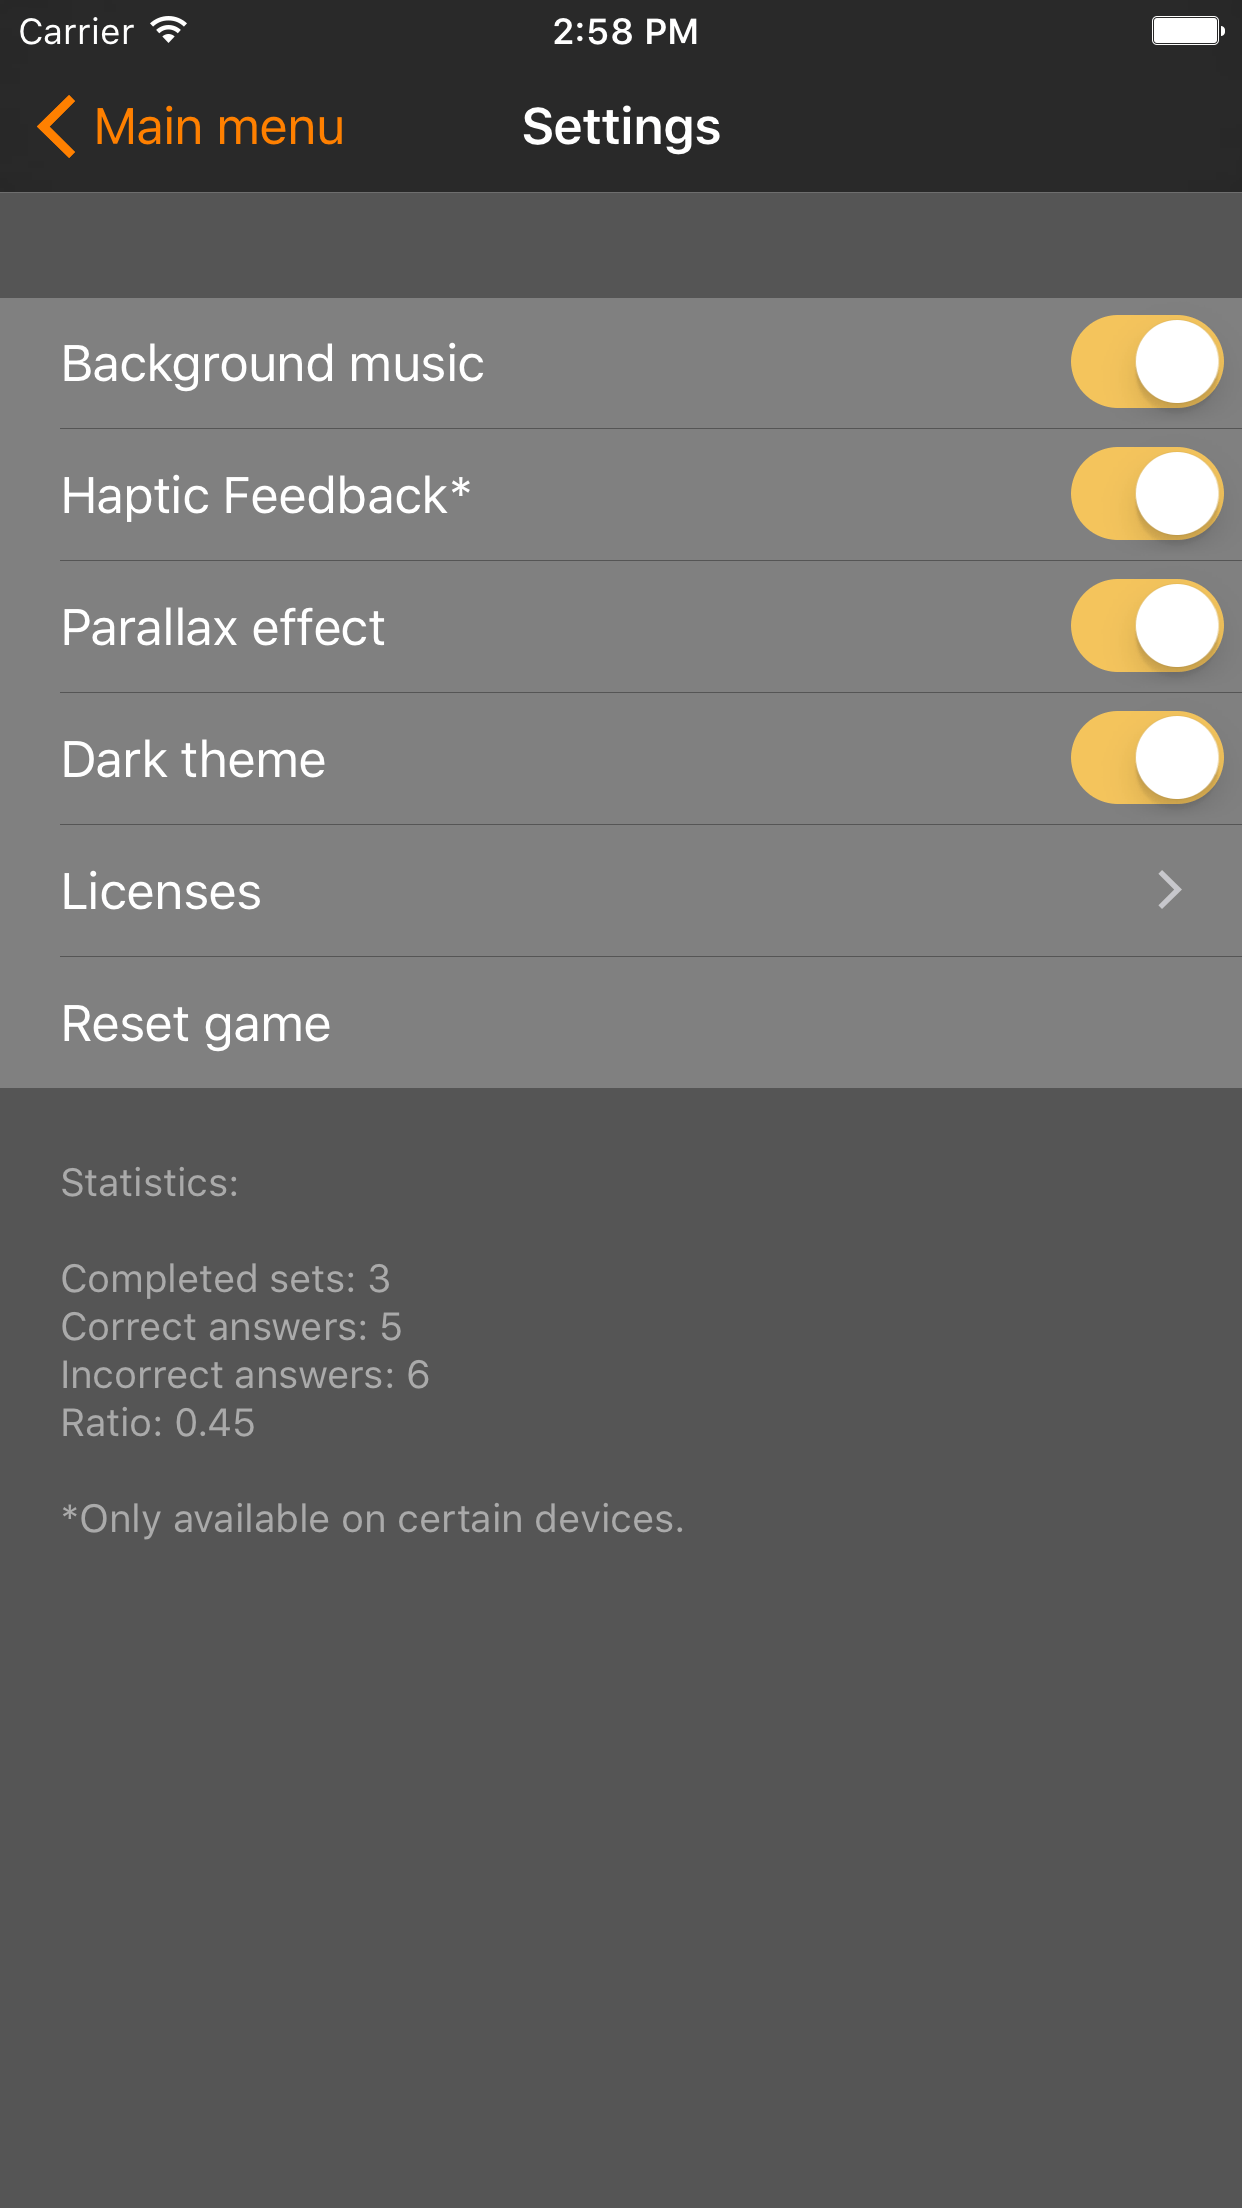 Carrier 2:58 PM
Main menu Settings
Background music
Haptic Feedback*
Parallax effect
Dark theme
Licenses
Reset game
Statistics:
Completed sets: 3
Correct answers: 5
Incorrect answers: 6
Ratio: 0.45
*Only available on certain devices.